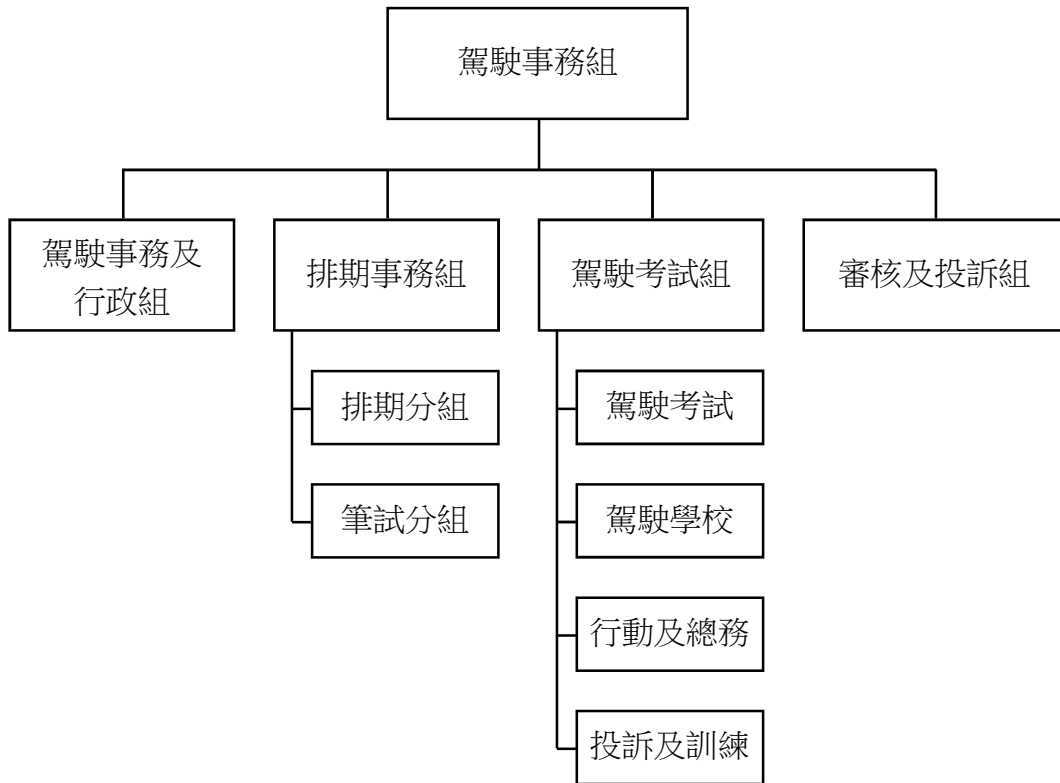 駕駛事務組
駕駛事務及
行政組
排期事務組
駕駛考試組
審核及投訴組
排期分組
駕駛考試
筆試分組
駕駛學校
行動及總務
投訴及訓練